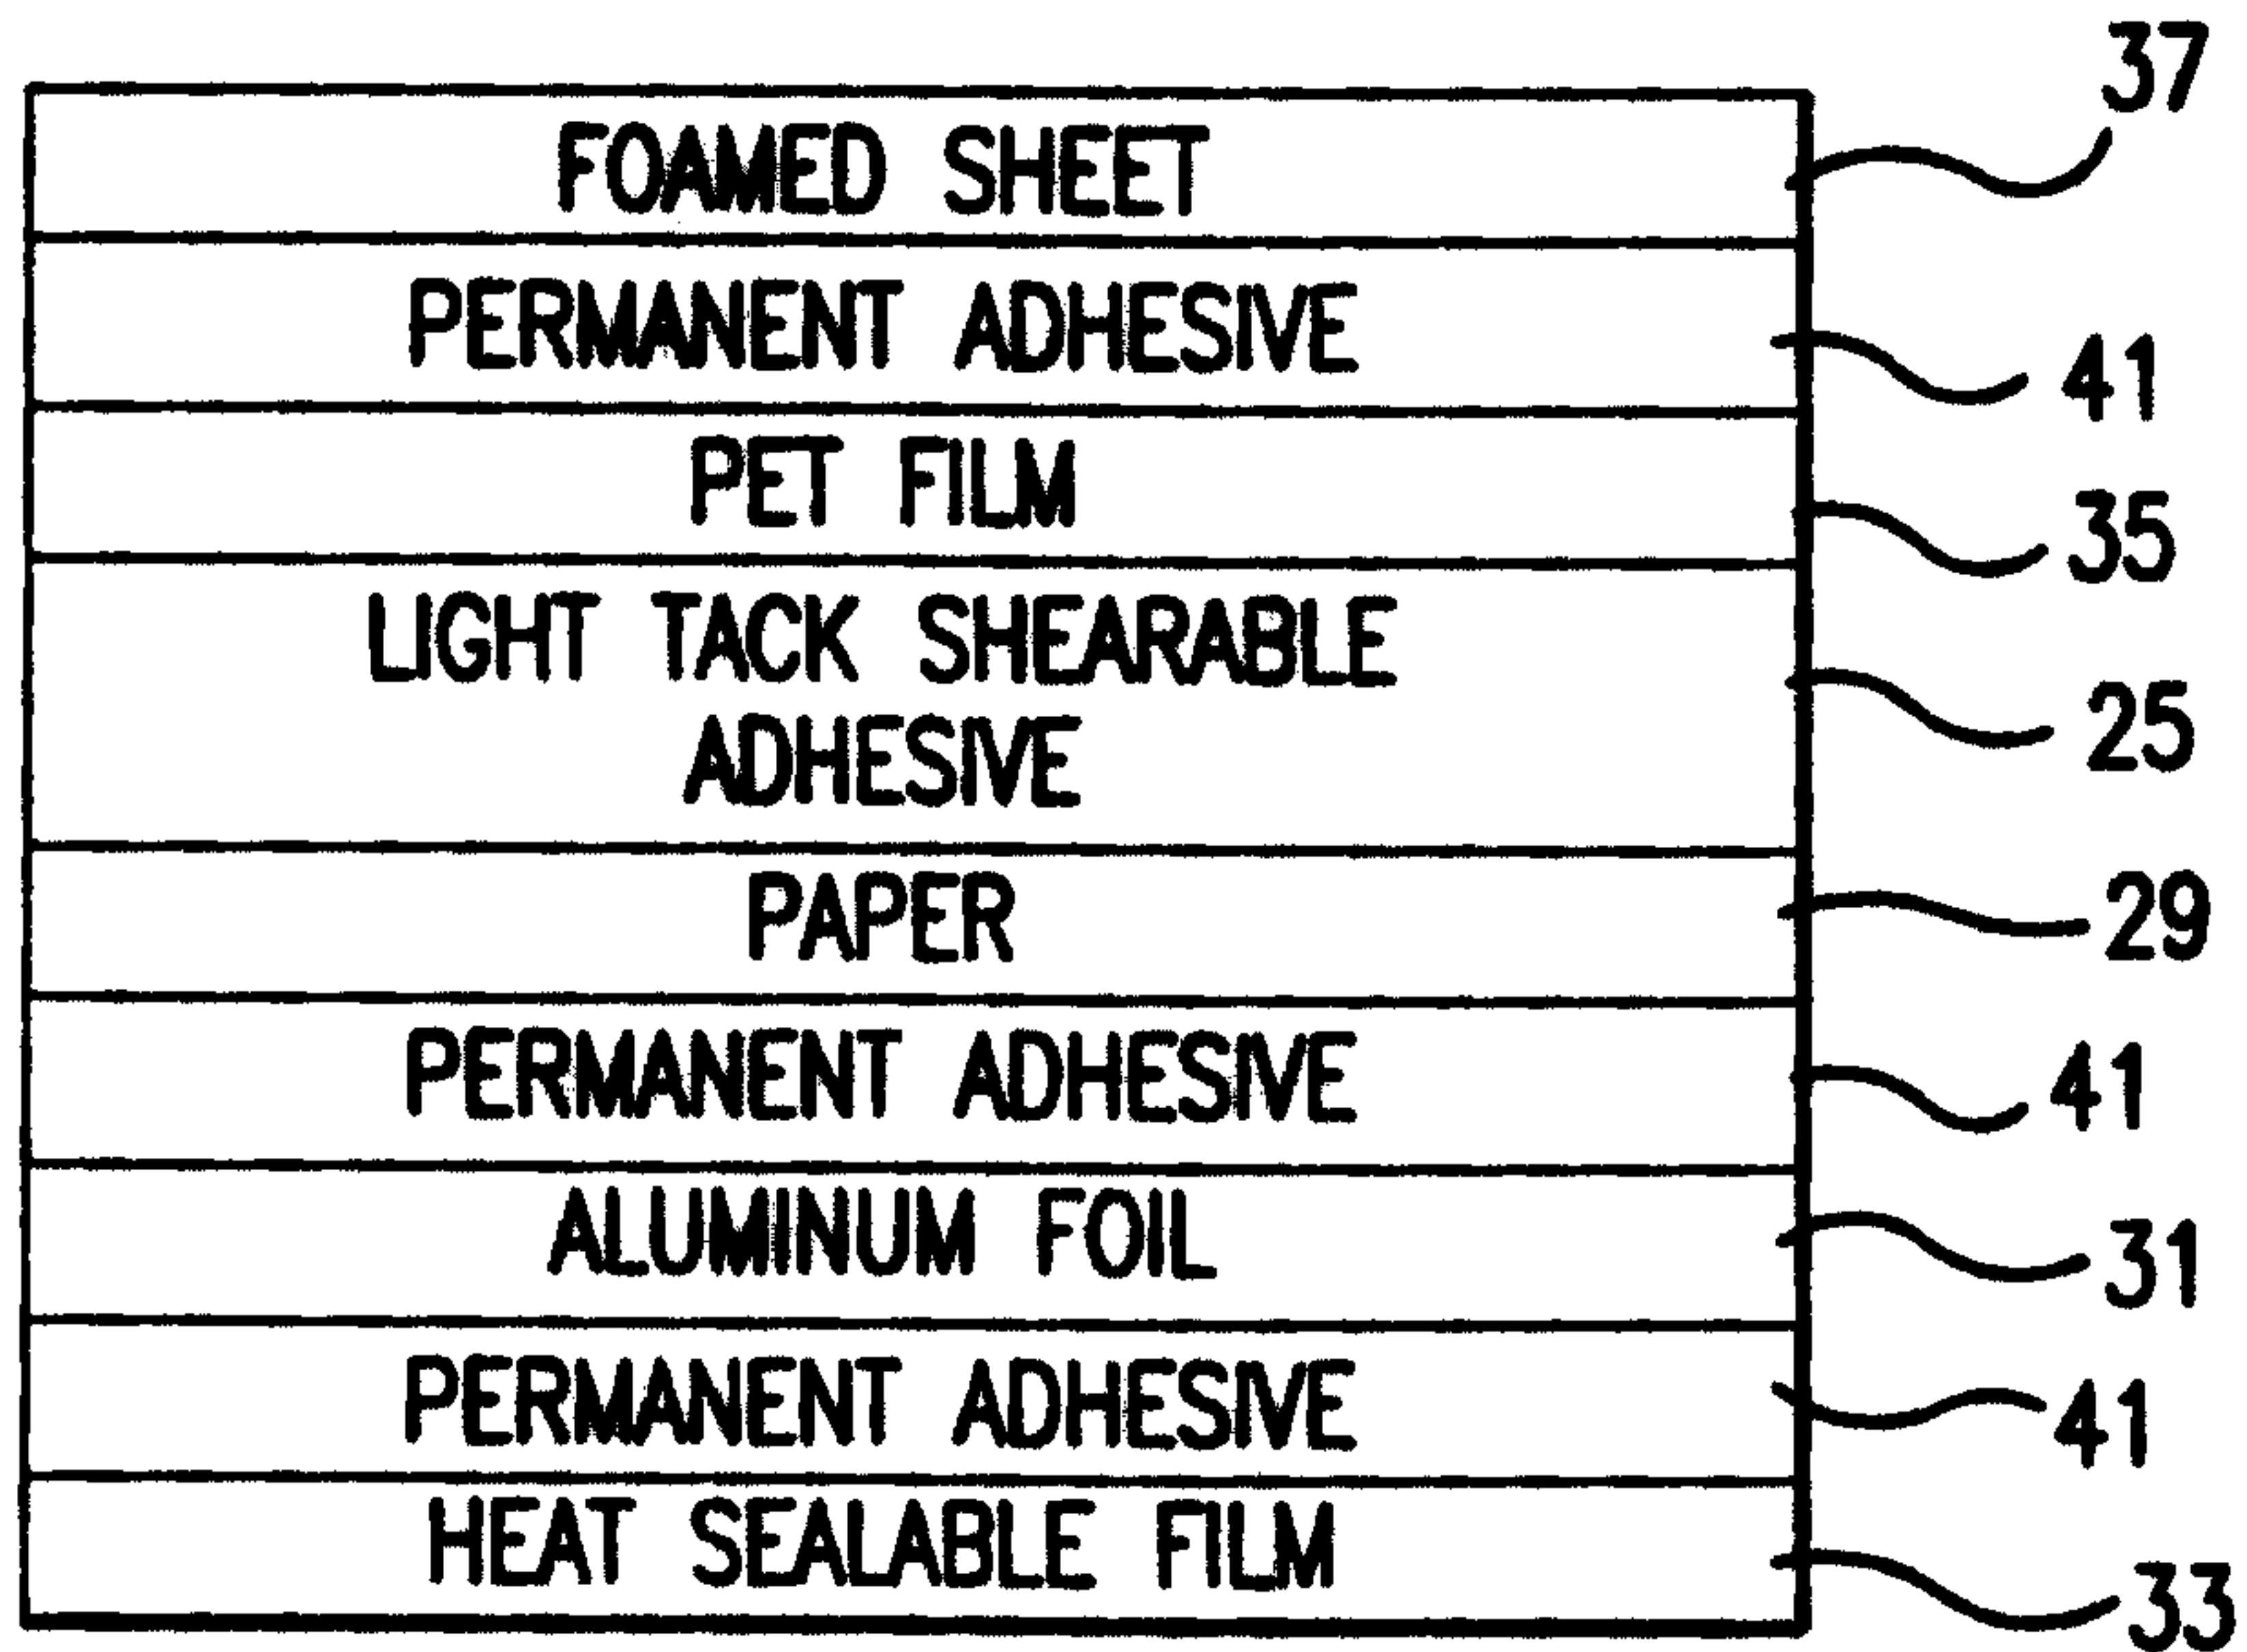 37
FOAMED SHEET
PERMANENT ADHESIVE
41
PET FILM
35
LIGHT TACK SHEARABLE
25
ADHESIVE
PAPER
29
PERMANENT ADHESIVE
41
ALUMINUM FOIL
31
PERMANENT ADHESIVE
41
HEAT SEALABLE FILM
33